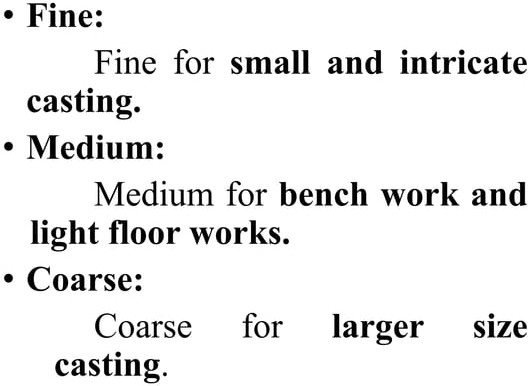 • Fine:
Fine for small and intricate
casting.
• Medium:
Medium for bench work and
light floor works.
• Coarse:
Coarse for larger size
casting.